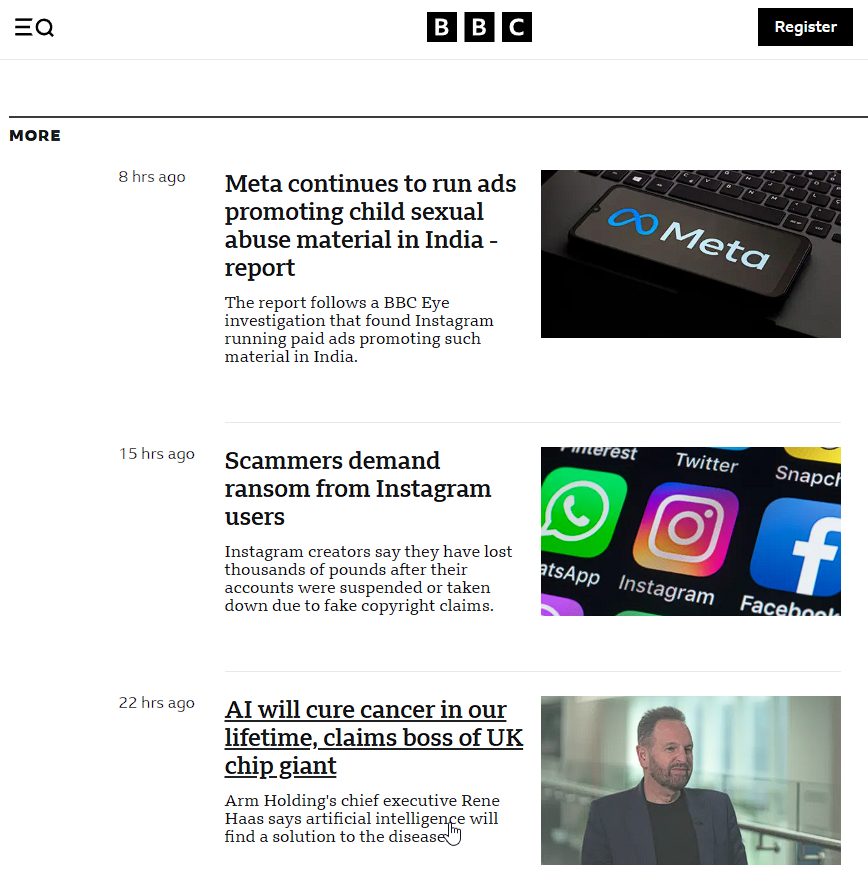 BBC
Register
MORE
8 hrs ago
Meta continues to run ads
promoting child sexual
abuse material in India -
report
The report follows a BBC Eye
investigation that found Instagram
running paid ads promoting such
material in India.
Meta
15 hrs ago
Scammers demand
ransom from Instagram
users
Instagram creators say they have lost
thousands of pounds after their
accounts were suspended or taken
down due to fake copyright claims.
Pinterest
Twitter
Snapch
atsApp
Instagram
Facebook
22 hrs ago
AI will cure cancer in our
lifetime, claims boss of UK
chip giant
Arm Holding's chief executive Rene
Haas says artificial intelligence will
find a solution to the disease.